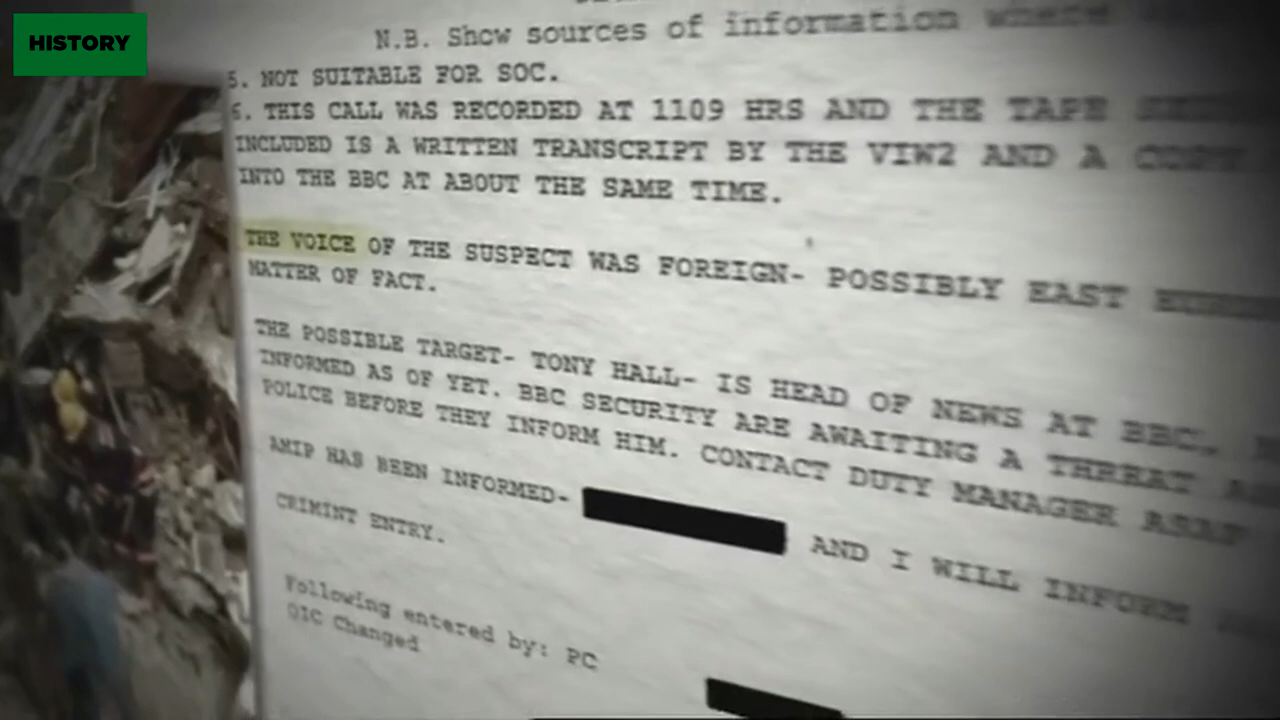 HISTORY
N.B. Show sources of information where
5. NOT SUITABLE FOR SOC.
6. THIS CALL WAS RECORDED AT 1109 HRS AND THE TAPE
INCLUDED IS A WRITTEN TRANSCRIPT BY THE VIW2 AND A COPY
INTO THE BBC AT ABOUT THE SAME TIME.
THE VOICE OF THE SUSPECT WAS FOREIGN- POSSIBLY EAST
MATTER OF FACT.
THE POSSIBLE TARGET- TONY HALL- IS HEAD OF NEWS AT BBC.
INFORMED AS OF YET. BBC SECURITY ARE AWAITING A THREAT
POLICE BEFORE THEY INFORM HIM. CONTACT DUTY MANAGER ASAP
AMIP HAS BEEN INFORMED- AND I WILL INFORM
CRIMINT ENTRY.
Following entered by: PC
OIC Changed